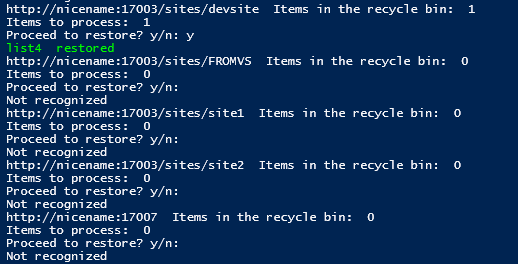 http://nicename:17003/sites/devsite  Items in the recycle bin:  1
Items to process:  1
Proceed to restore? y/n: y
list4  restored
http://nicename:17003/sites/FROMVS  Items in the recycle bin:  0
Items to process:  0
Proceed to restore? y/n:
Not recognized
http://nicename:17003/sites/site1  Items in the recycle bin:  0
Items to process:  0
Proceed to restore? y/n:
Not recognized
http://nicename:17003/sites/site2  Items in the recycle bin:  0
Items to process:  0
Proceed to restore? y/n:
Not recognized
http://nicename:17007  Items in the recycle bin:  0
Items to process:  0
Proceed to restore? y/n:
Not recognized